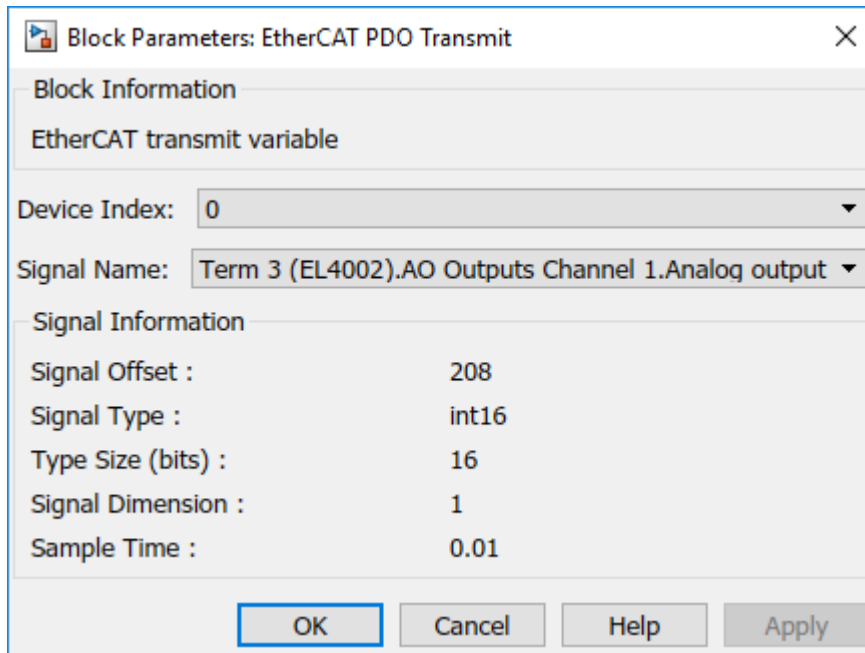 Block Parameters: EtherCAT PDO Transmit
Block Information
EtherCAT transmit variable
Device Index: 0
Signal Name: Term 3 (EL4002).AO Outputs Channel 1.Analog output
Signal Information
Signal Offset : 208
Signal Type : int16
Type Size (bits) : 16
Signal Dimension : 1
Sample Time : 0.01
OK Cancel Help Apply